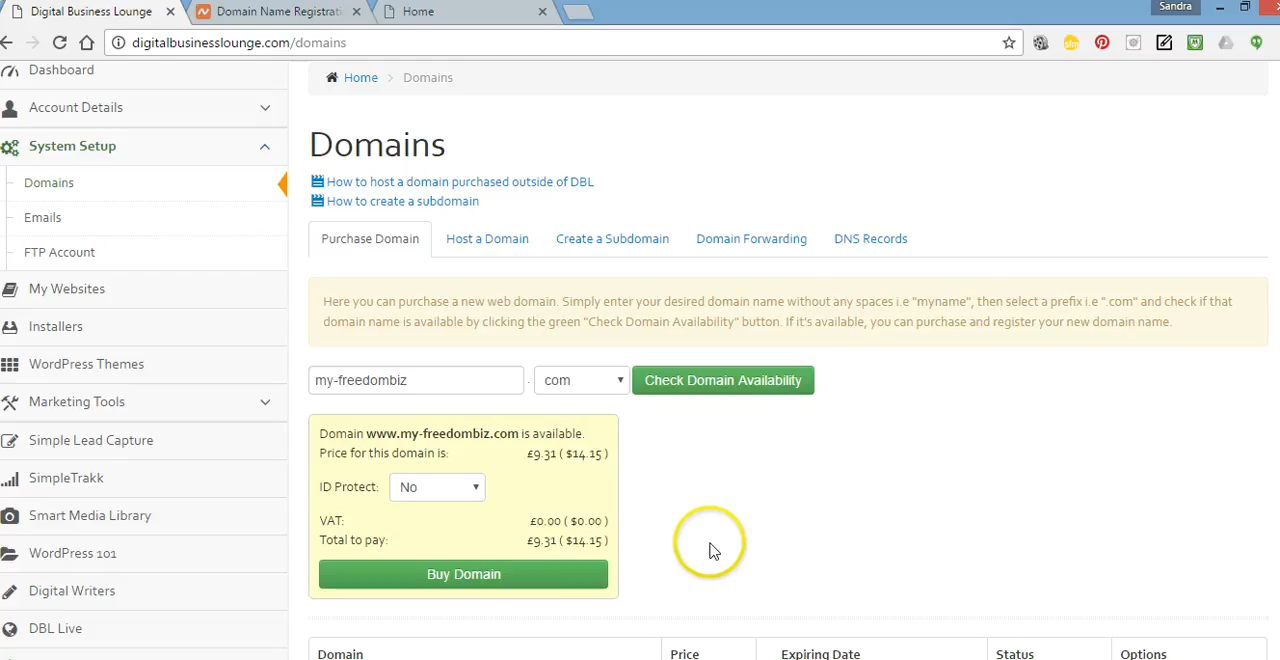 Digital Business Lounge
Domain Name Registrati
Home
Sandra
digitalbusinesslounge.com/domains
Dashboard
Account Details
System Setup
Domains
Emails
FTP Account
My Websites
Installers
WordPress Themes
Marketing Tools
Simple Lead Capture
SimpleTrakk
Smart Media Library
WordPress 101
Digital Writers
DBL Live
Home > Domains
Domains
How to host a domain purchased outside of DBL
How to create a subdomain
Purchase Domain Host a Domain Create a Subdomain Domain Forwarding DNS Records
Here you can purchase a new web domain. Simply enter your desired domain name without any spaces i.e "myname", then select a prefix i.e ".com" and check if that
domain name is available by clicking the green "Check Domain Availability" button. If it's available, you can purchase and register your new domain name.
my-freedombiz . com Check Domain Availability
Domain www.my-freedombiz.com is available.
Price for this domain is: £9.31 ( $14.15 )
ID Protect: No
VAT: £0.00 ( $0.00 )
Total to pay: £9.31 ( $14.15 )
Buy Domain
Domain Price Expiring Date Status Options